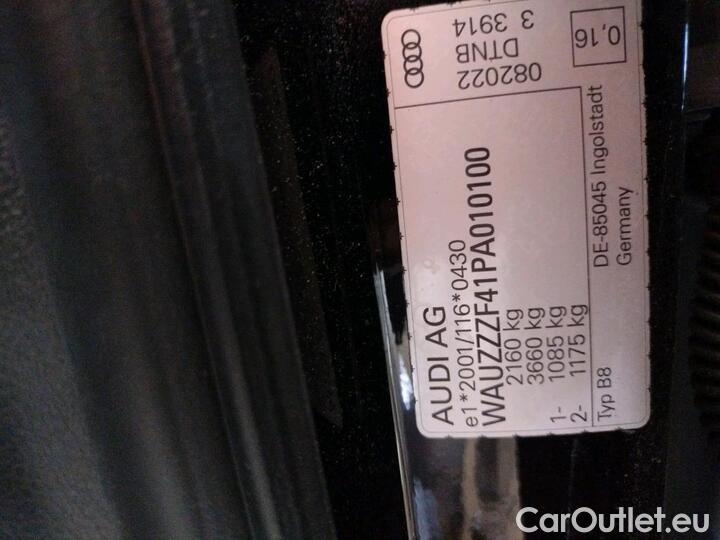 AUDI AG
e1*2001/116*0430
WAUZZZF41PA010100
2160 kg
3660 kg
1- 1085 kg
2- 1175 kg
Typ B8
DE-85045 Ingolstadt
Germany
082022
DTNB
3 3914
0,16
CarOutlet.eu